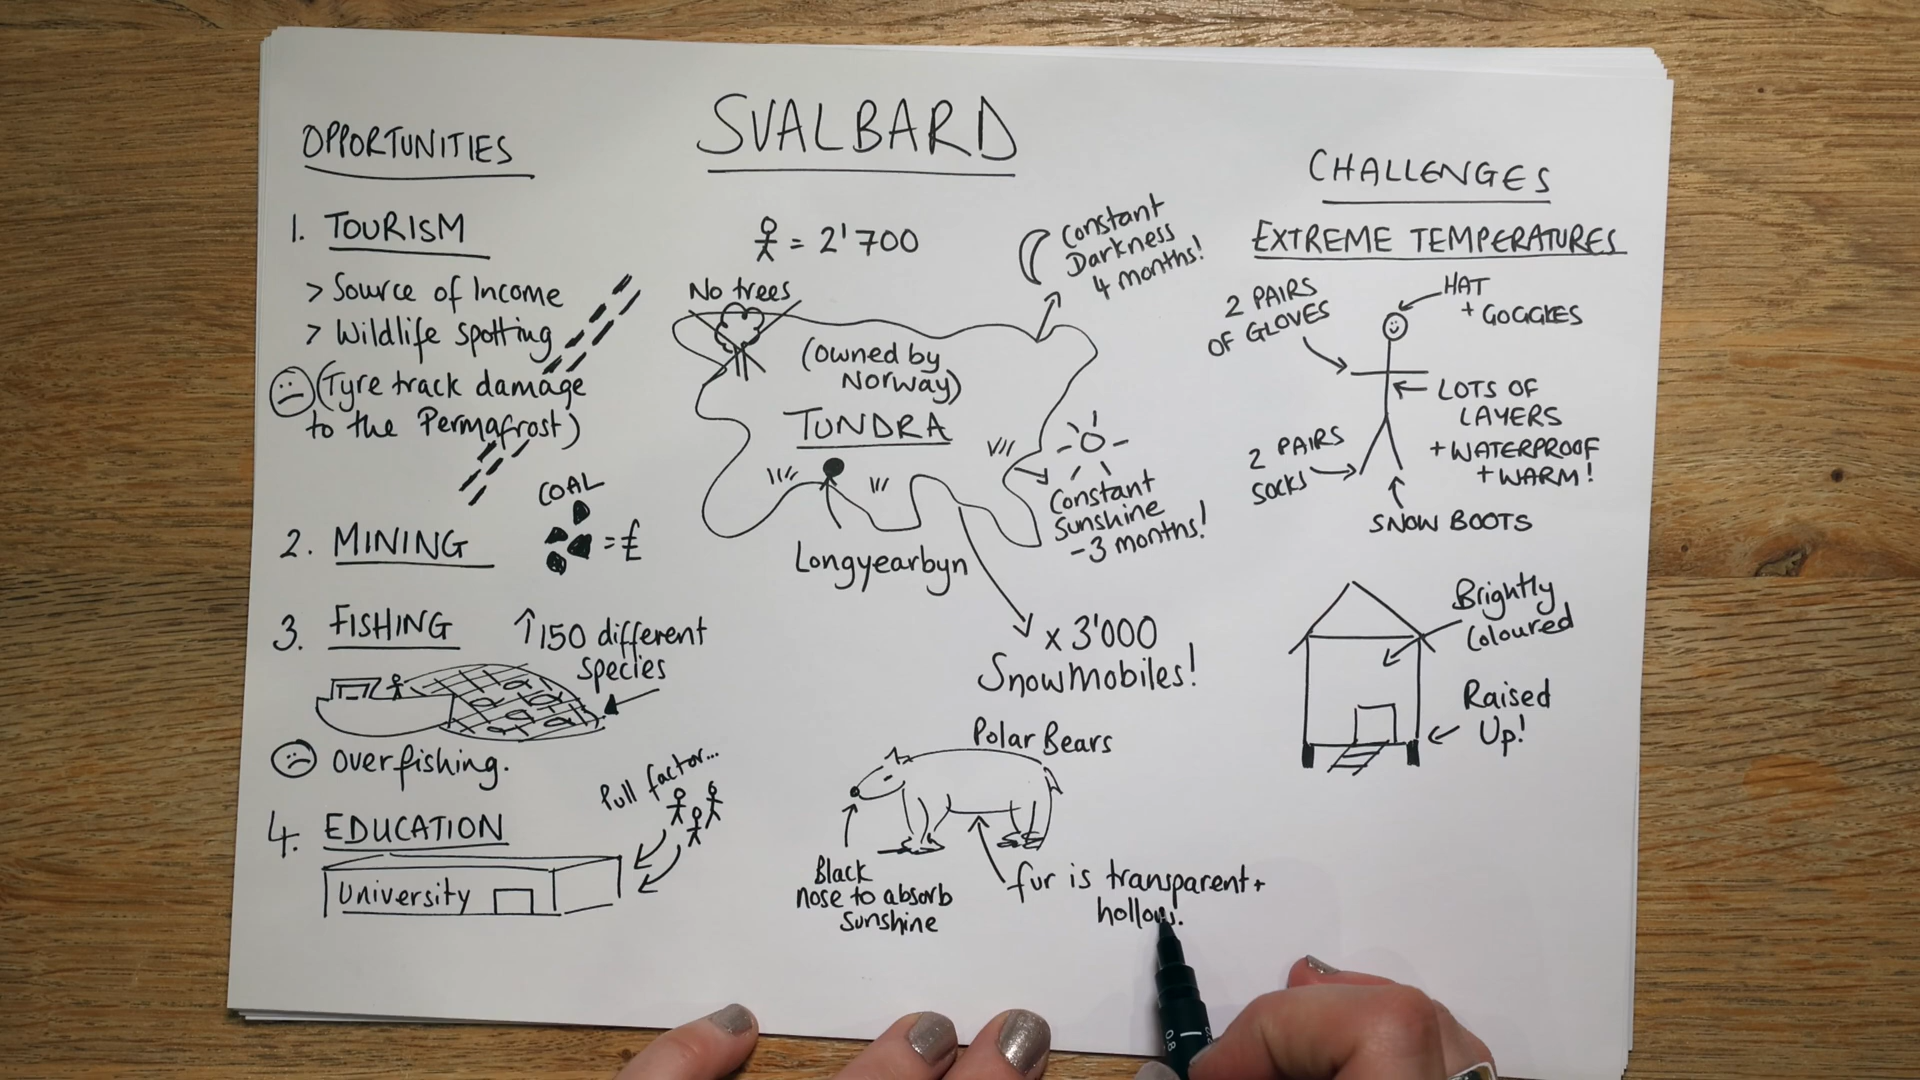 SVALBARD
OPPORTUNITIES
1. TOURISM
> Source of Income
> Wildlife spotting
(Tyre track damage
to the Permafrost)
2. MINING
COAL
= £
3. FISHING
↑150 different
species
overfishing.
4. EDUCATION
Pull factor...
University
= 2'700
No trees
(owned by
Norway)
TUNDRA
Longyearbyn
Constant
Darkness
4 months!
Constant
Sunshine
-3 months!
x 3'000
Snowmobiles!
Polar Bears
Black
nose to absorb
Sunshine
fur is transparent+
hollow.
CHALLENGES
EXTREME TEMPERATURES
2 PAIRS
OF GLOVES
HAT
+ GOGGLES
LOTS OF
LAYERS
+ WATERPROOF
+ WARM!
2 PAIRS
SOCKS
SNOW BOOTS
Brightly
Coloured
Raised
Up!
0.8